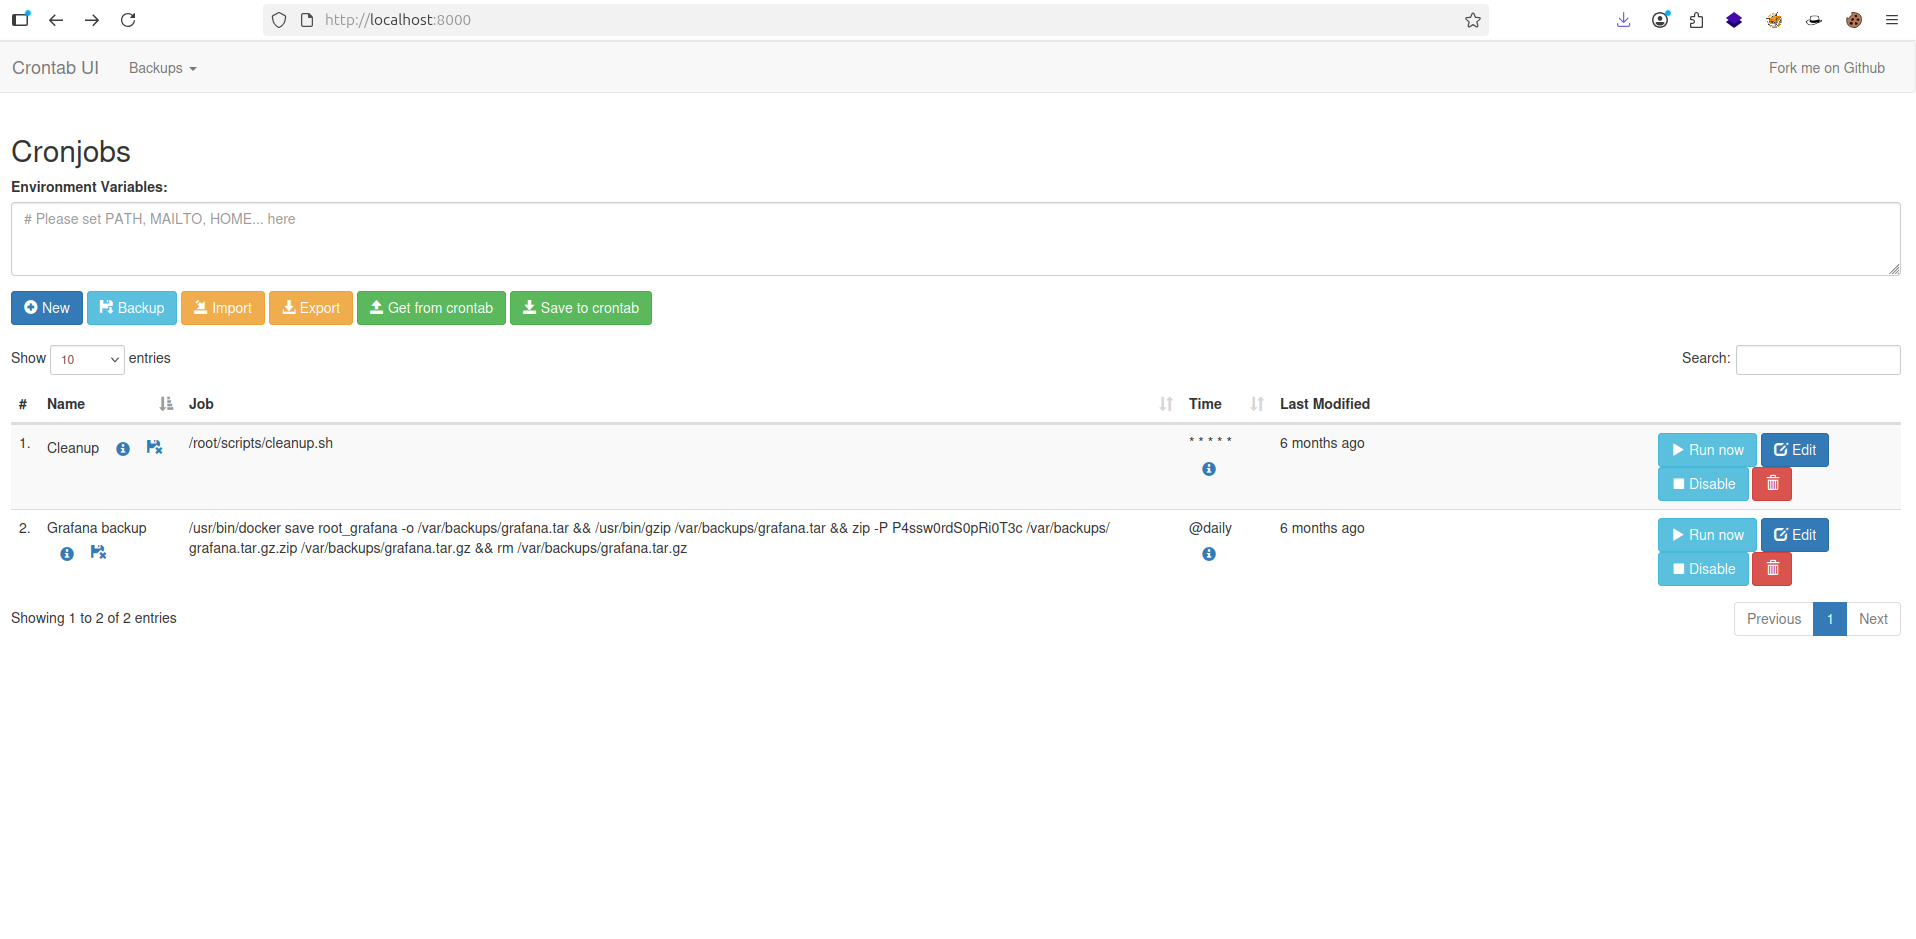 http://localhost:8000
Crontab UI Backups Fork me on Github
Cronjobs
Environment Variables:
# Please set PATH, MAILTO, HOME... here
New Backup Import Export Get from crontab Save to crontab
Show 10 entries Search:
# Name Job Time Last Modified
1. Cleanup /root/scripts/cleanup.sh * * * * * 6 months ago Run now Edit
Disable
2. Grafana backup /usr/bin/docker save root_grafana -o /var/backups/grafana.tar && /usr/bin/gzip /var/backups/grafana.tar && zip -P P4ssw0rdS0pRi0T3c /var/backups/ @daily 6 months ago Run now Edit
grafana.tar.gz.zip /var/backups/grafana.tar.gz && rm /var/backups/grafana.tar.gz
Disable
Showing 1 to 2 of 2 entries Previous 1 Next